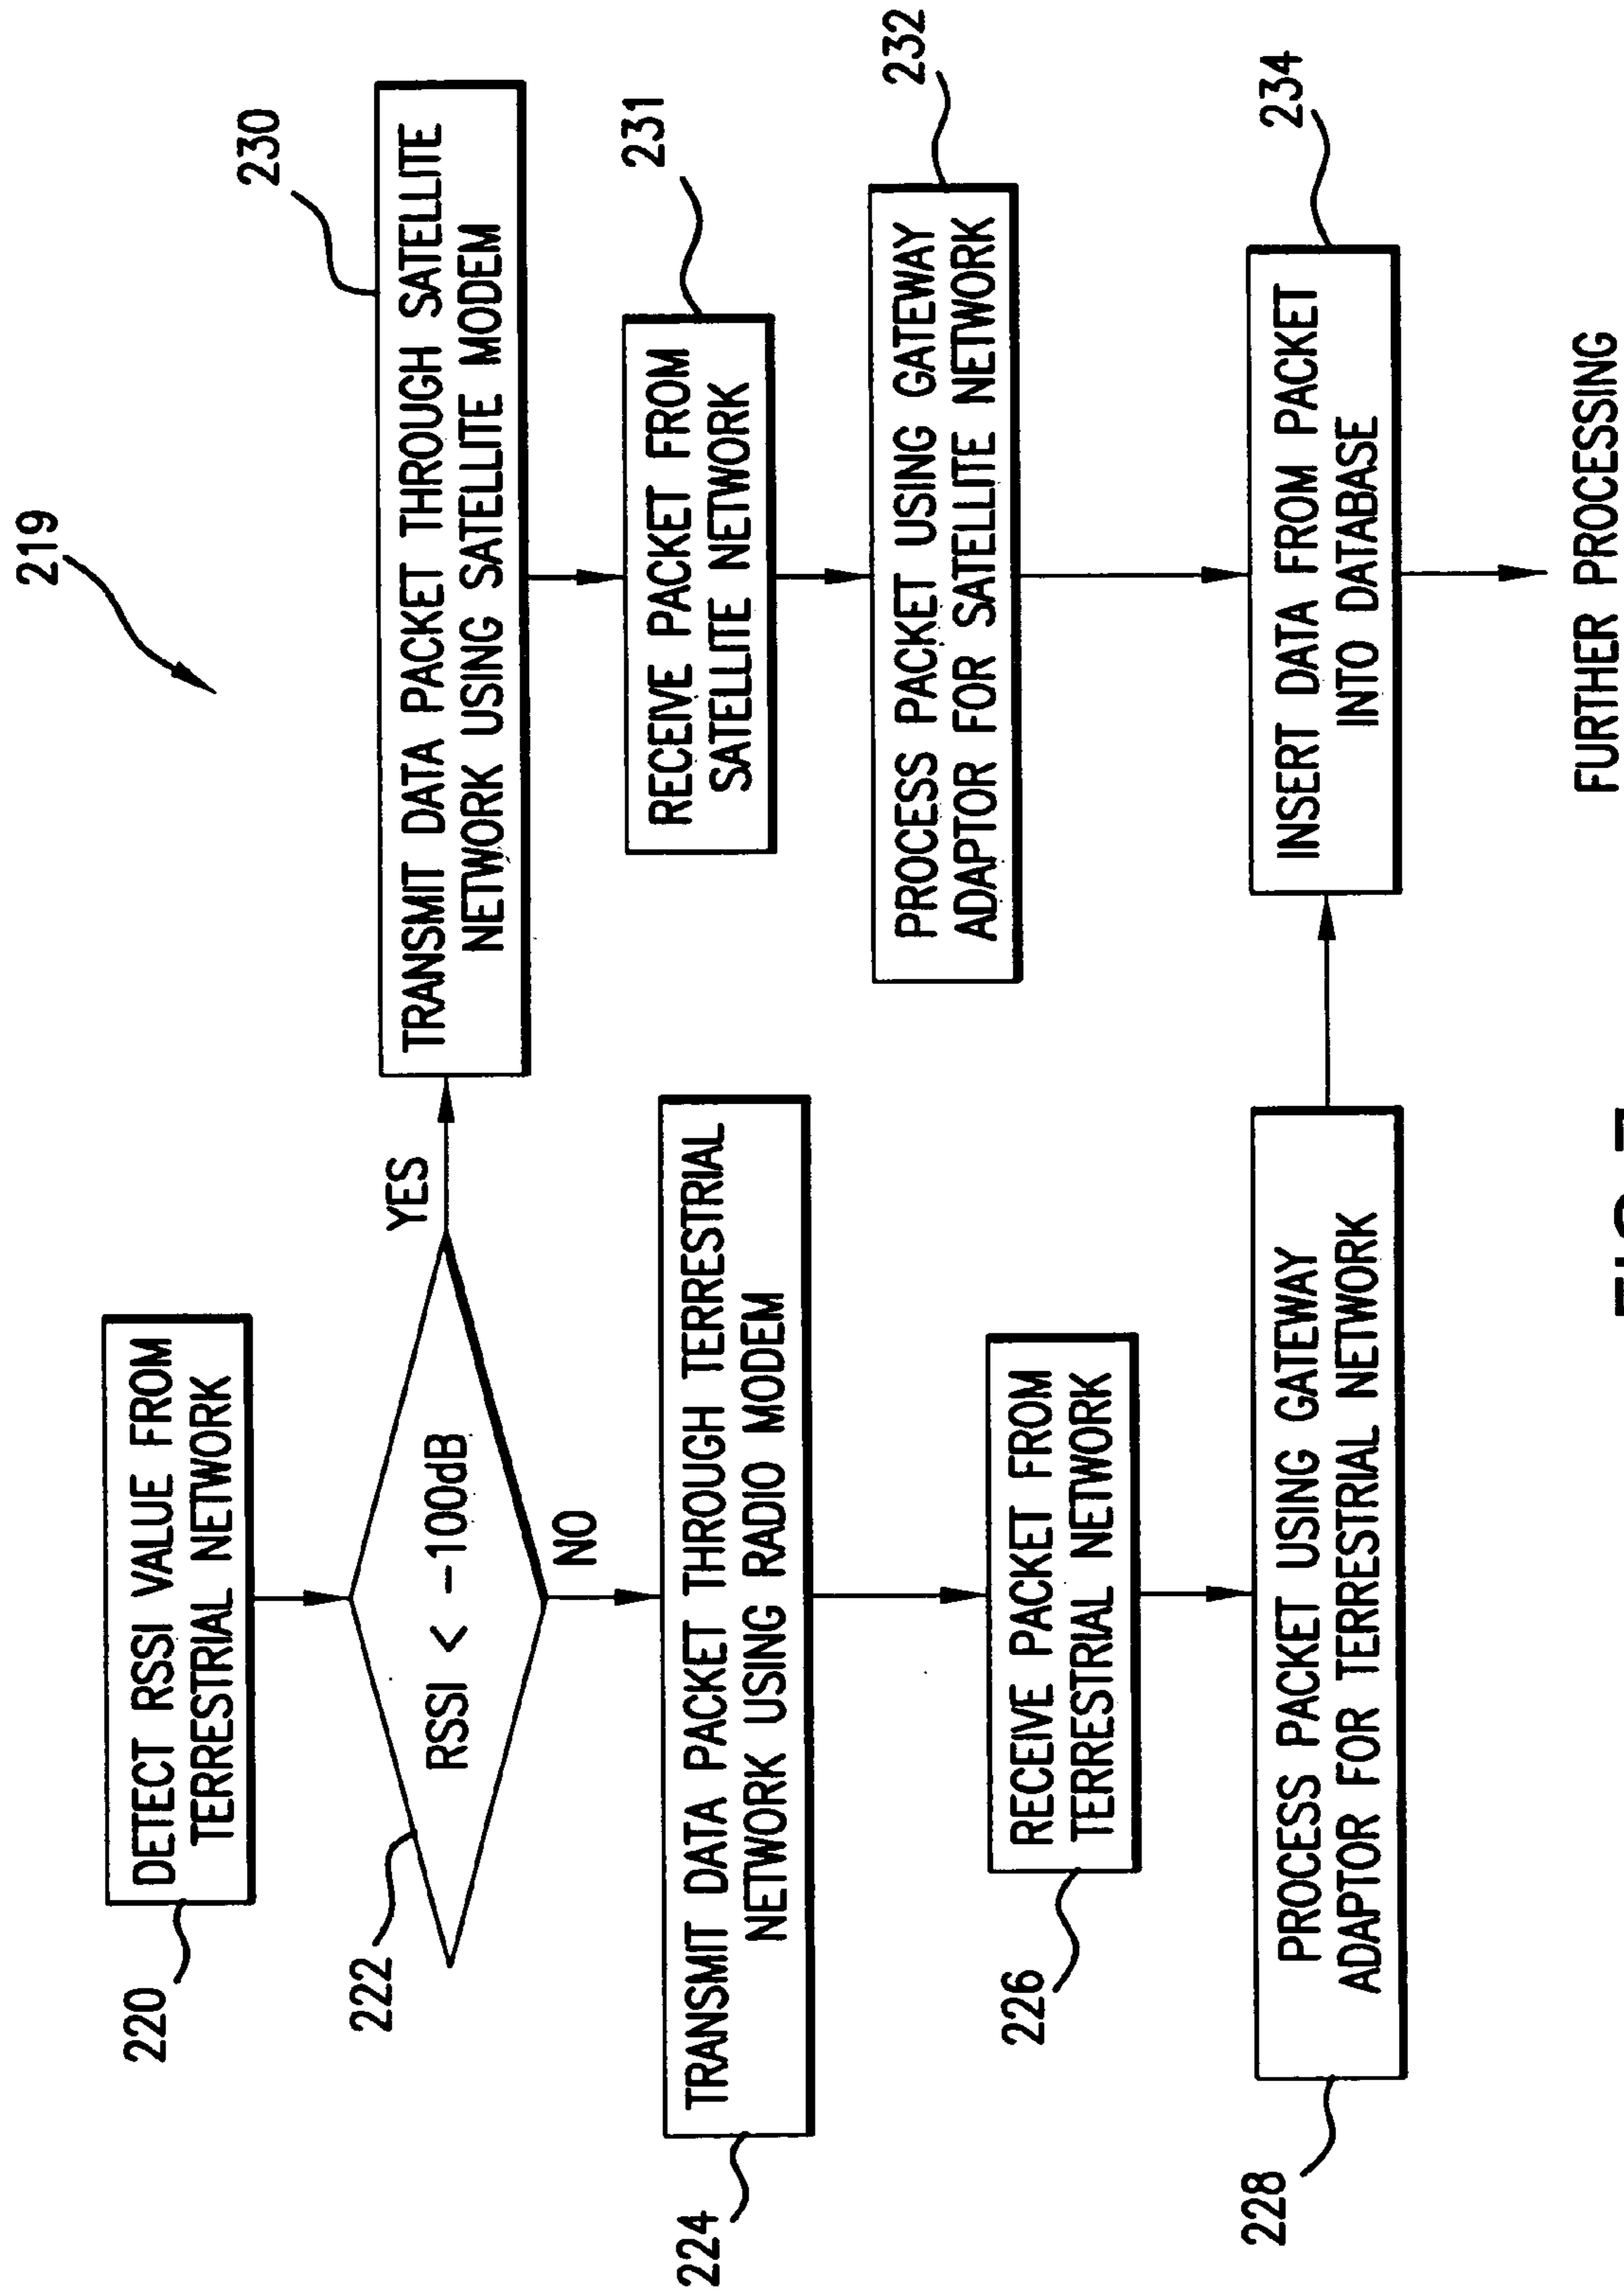 219
220
DETECT RSSI VALUE FROM
TERRESTRIAL NETWORK
222
RSSI < -100dB
YES
NO
230
TRANSMIT DATA PACKET THROUGH SATELLITE
NETWORK USING SATELLITE MODEM
224
TRANSMIT DATA PACKET THROUGH TERRESTRIAL
NETWORK USING RADIO MODEM
231
RECEIVE PACKET FROM
SATELLITE NETWORK
226
RECEIVE PACKET FROM
TERRESTRIAL NETWORK
232
PROCESS PACKET USING GATEWAY
ADAPTOR FOR SATELLITE NETWORK
228
PROCESS PACKET USING GATEWAY
ADAPTOR FOR TERRESTRIAL NETWORK
234
INSERT DATA FROM PACKET
INTO DATABASE
FURTHER PROCESSING